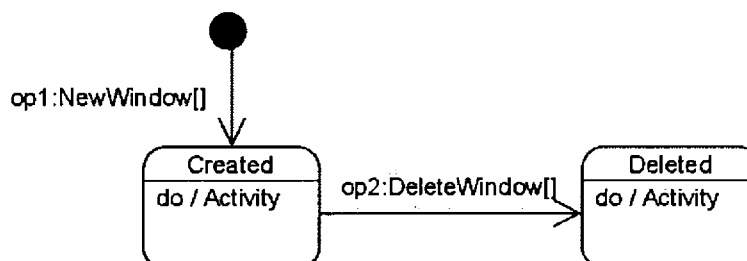 op1:NewWindow[]
Created
do / Activity
op2:DeleteWindow[]
Deleted
do / Activity